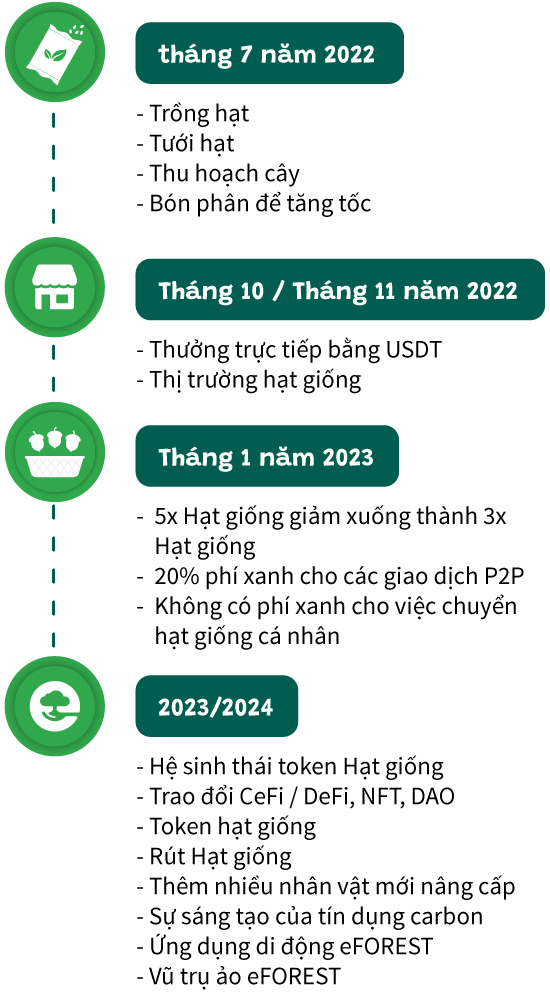 tháng 7 năm 2022
- Trồng hạt
- Tưới hạt
- Thu hoạch cây
- Bón phân để tăng tốc
Tháng 10 / Tháng 11 năm 2022
- Thưởng trực tiếp bằng USDT
- Thị trường hạt giống
Tháng 1 năm 2023
- 5x Hạt giống giảm xuống thành 3x
Hạt giống
- 20% phí xanh cho các giao dịch P2P
- Không có phí xanh cho việc chuyển
hạt giống cá nhân
2023/2024
- Hệ sinh thái token Hạt giống
- Trao đổi CeFi / DeFi, NFT, DAO
- Token hạt giống
- Rút Hạt giống
- Thêm nhiều nhân vật mới nâng cấp
- Sự sáng tạo của tín dụng carbon
- Ứng dụng di động eFOREST
- Vũ trụ ảo eFOREST